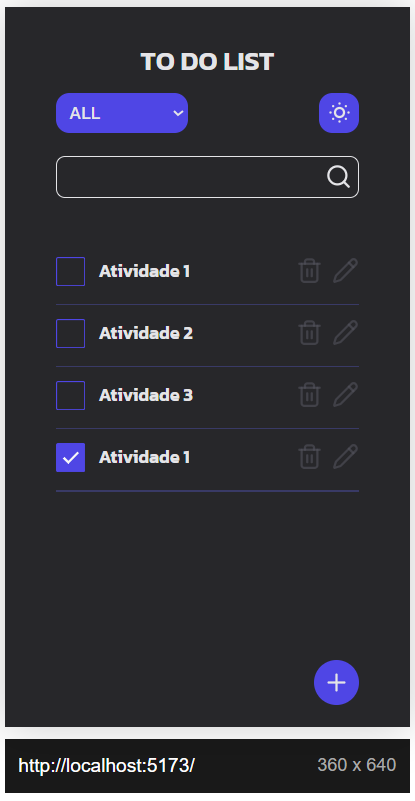 TO DO LIST
ALL
Atividade 1
Atividade 2
Atividade 3
Atividade 1
http://localhost:5173/ 360 x 640